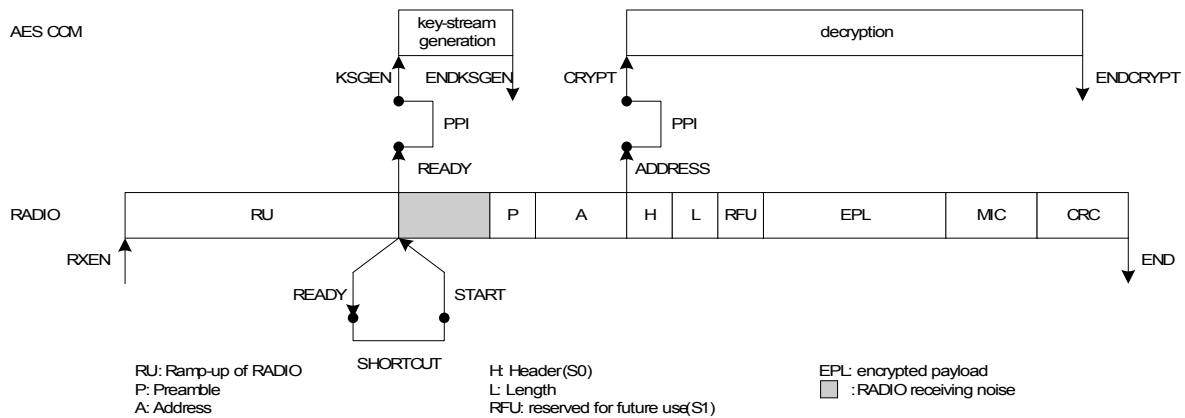 AES CCM
key-stream
generation
decryption
KSGEN
ENDKSGEN
CRYPT
ENDCRYPT
PPI
PPI
READY
ADDRESS
RADIO
RU
P
A
H
L
RFU
EPL
MIC
CRC
RXEN
END
READY
START
SHORTCUT
RU: Ramp-up of RADIO
P: Preamble
A: Address
H: Header(S0)
L: Length
RFU: reserved for future use(S1)
EPL: encrypted payload
: RADIO receiving noise